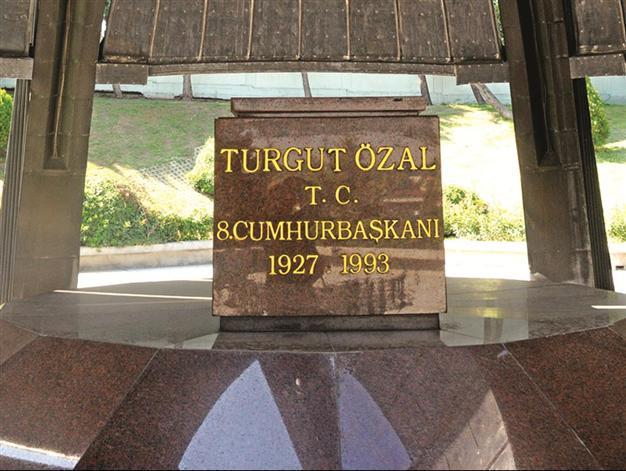 TURGUT ÖZAL
T. C.
8.CUMHURBAŞKANI
1927 - 1993